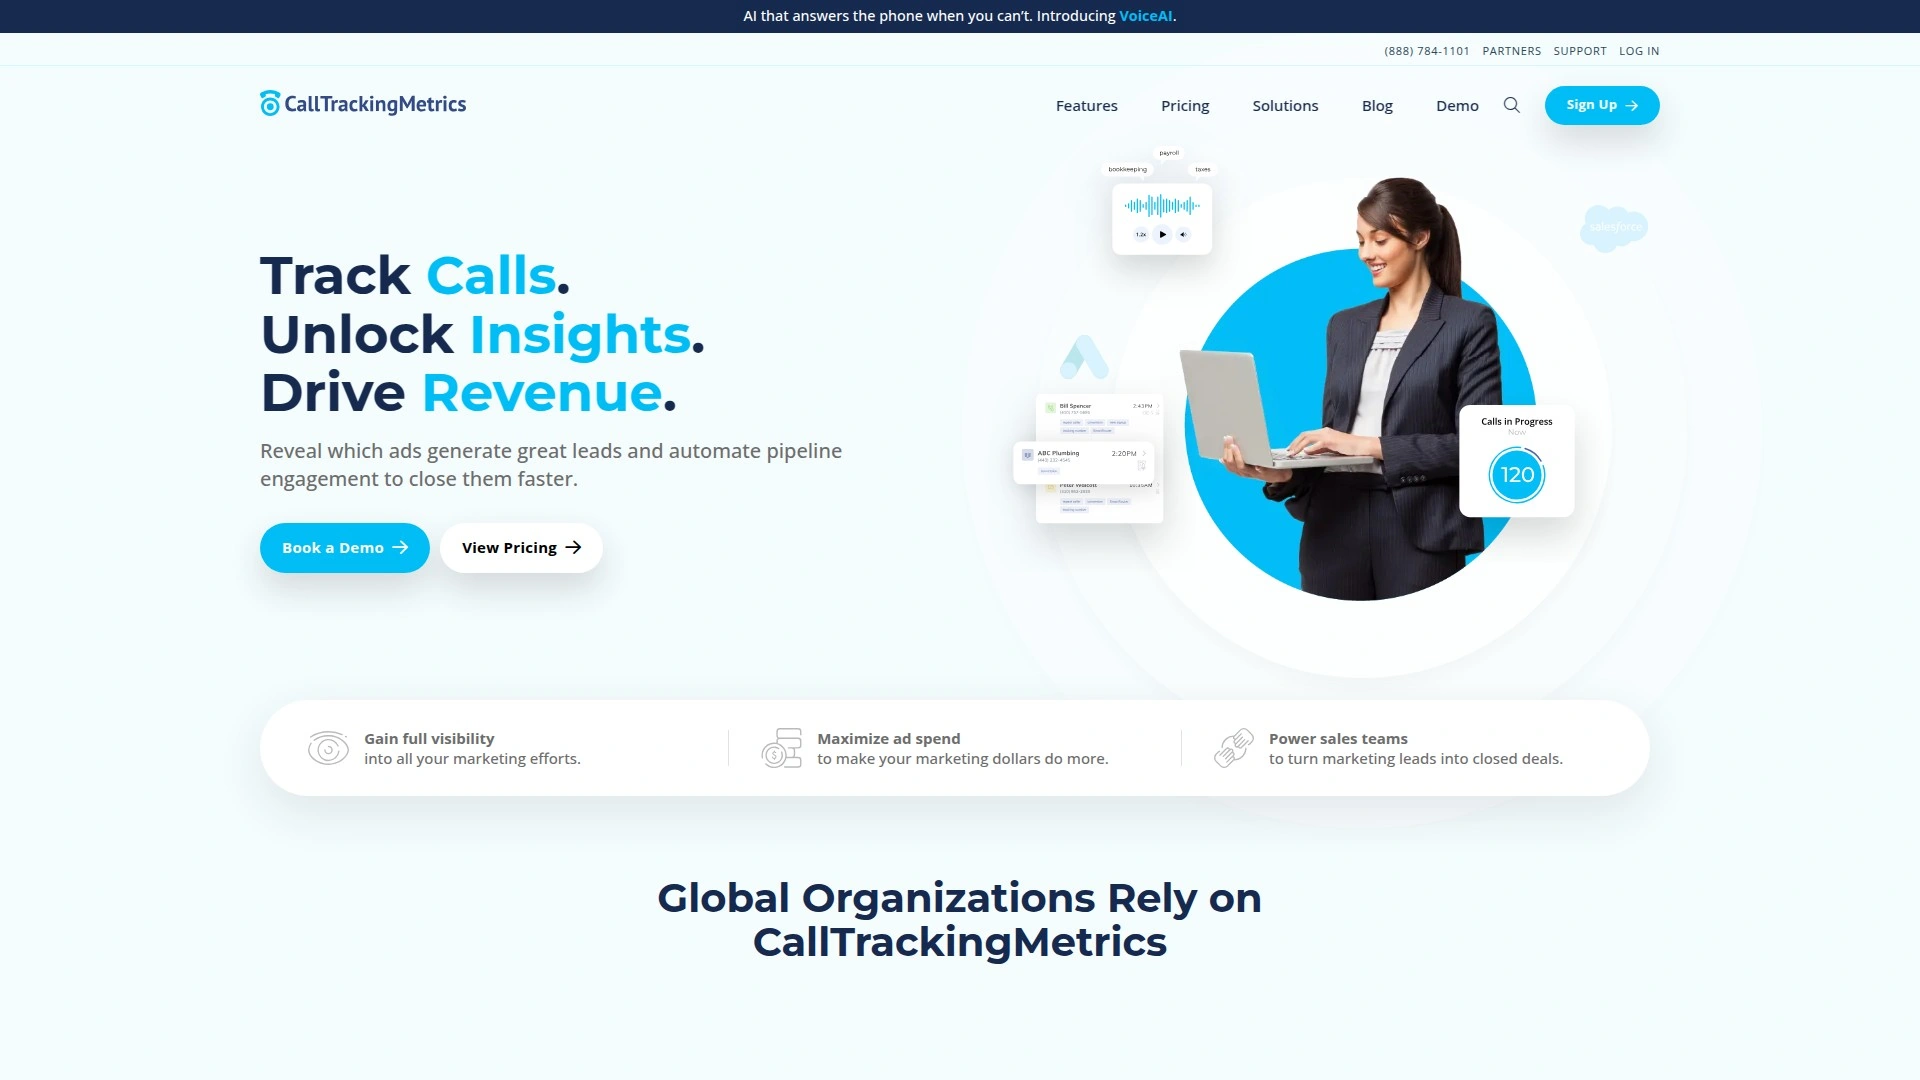 AI that answers the phone when you can't. Introducing VoiceAI.
(888) 784-1101 PARTNERS SUPPORT LOG IN
CallTrackingMetrics
Features Pricing Solutions Blog Demo Sign Up
payroll
bookkeeping taxes
1.2x
salesforce
Track Calls.
Unlock Insights.
Drive Revenue.
Reveal which ads generate great leads and automate pipeline
engagement to close them faster.
Book a Demo View Pricing
Bill Spencer 2:43PM
ABC Plumbing 2:20PM
Peter Wolcott
Calls in Progress
Now
120
Gain full visibility
into all your marketing efforts.
Maximize ad spend
to make your marketing dollars do more.
Power sales teams
to turn marketing leads into closed deals.
Global Organizations Rely on
CallTrackingMetrics